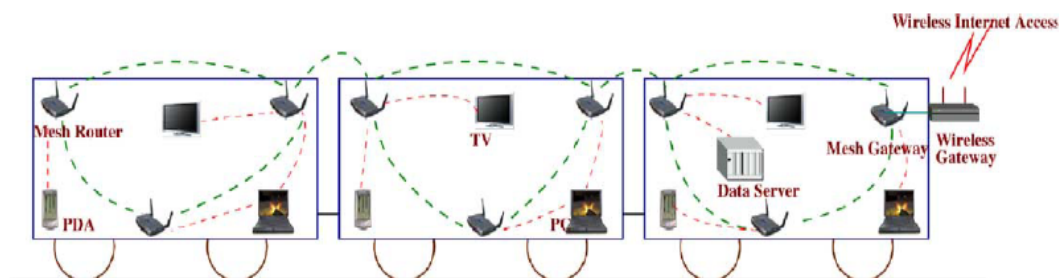 Wireless Internet Access
Mesh Router
TV
Mesh Gateway
Wireless
Gateway
Data Server
PDA
PC